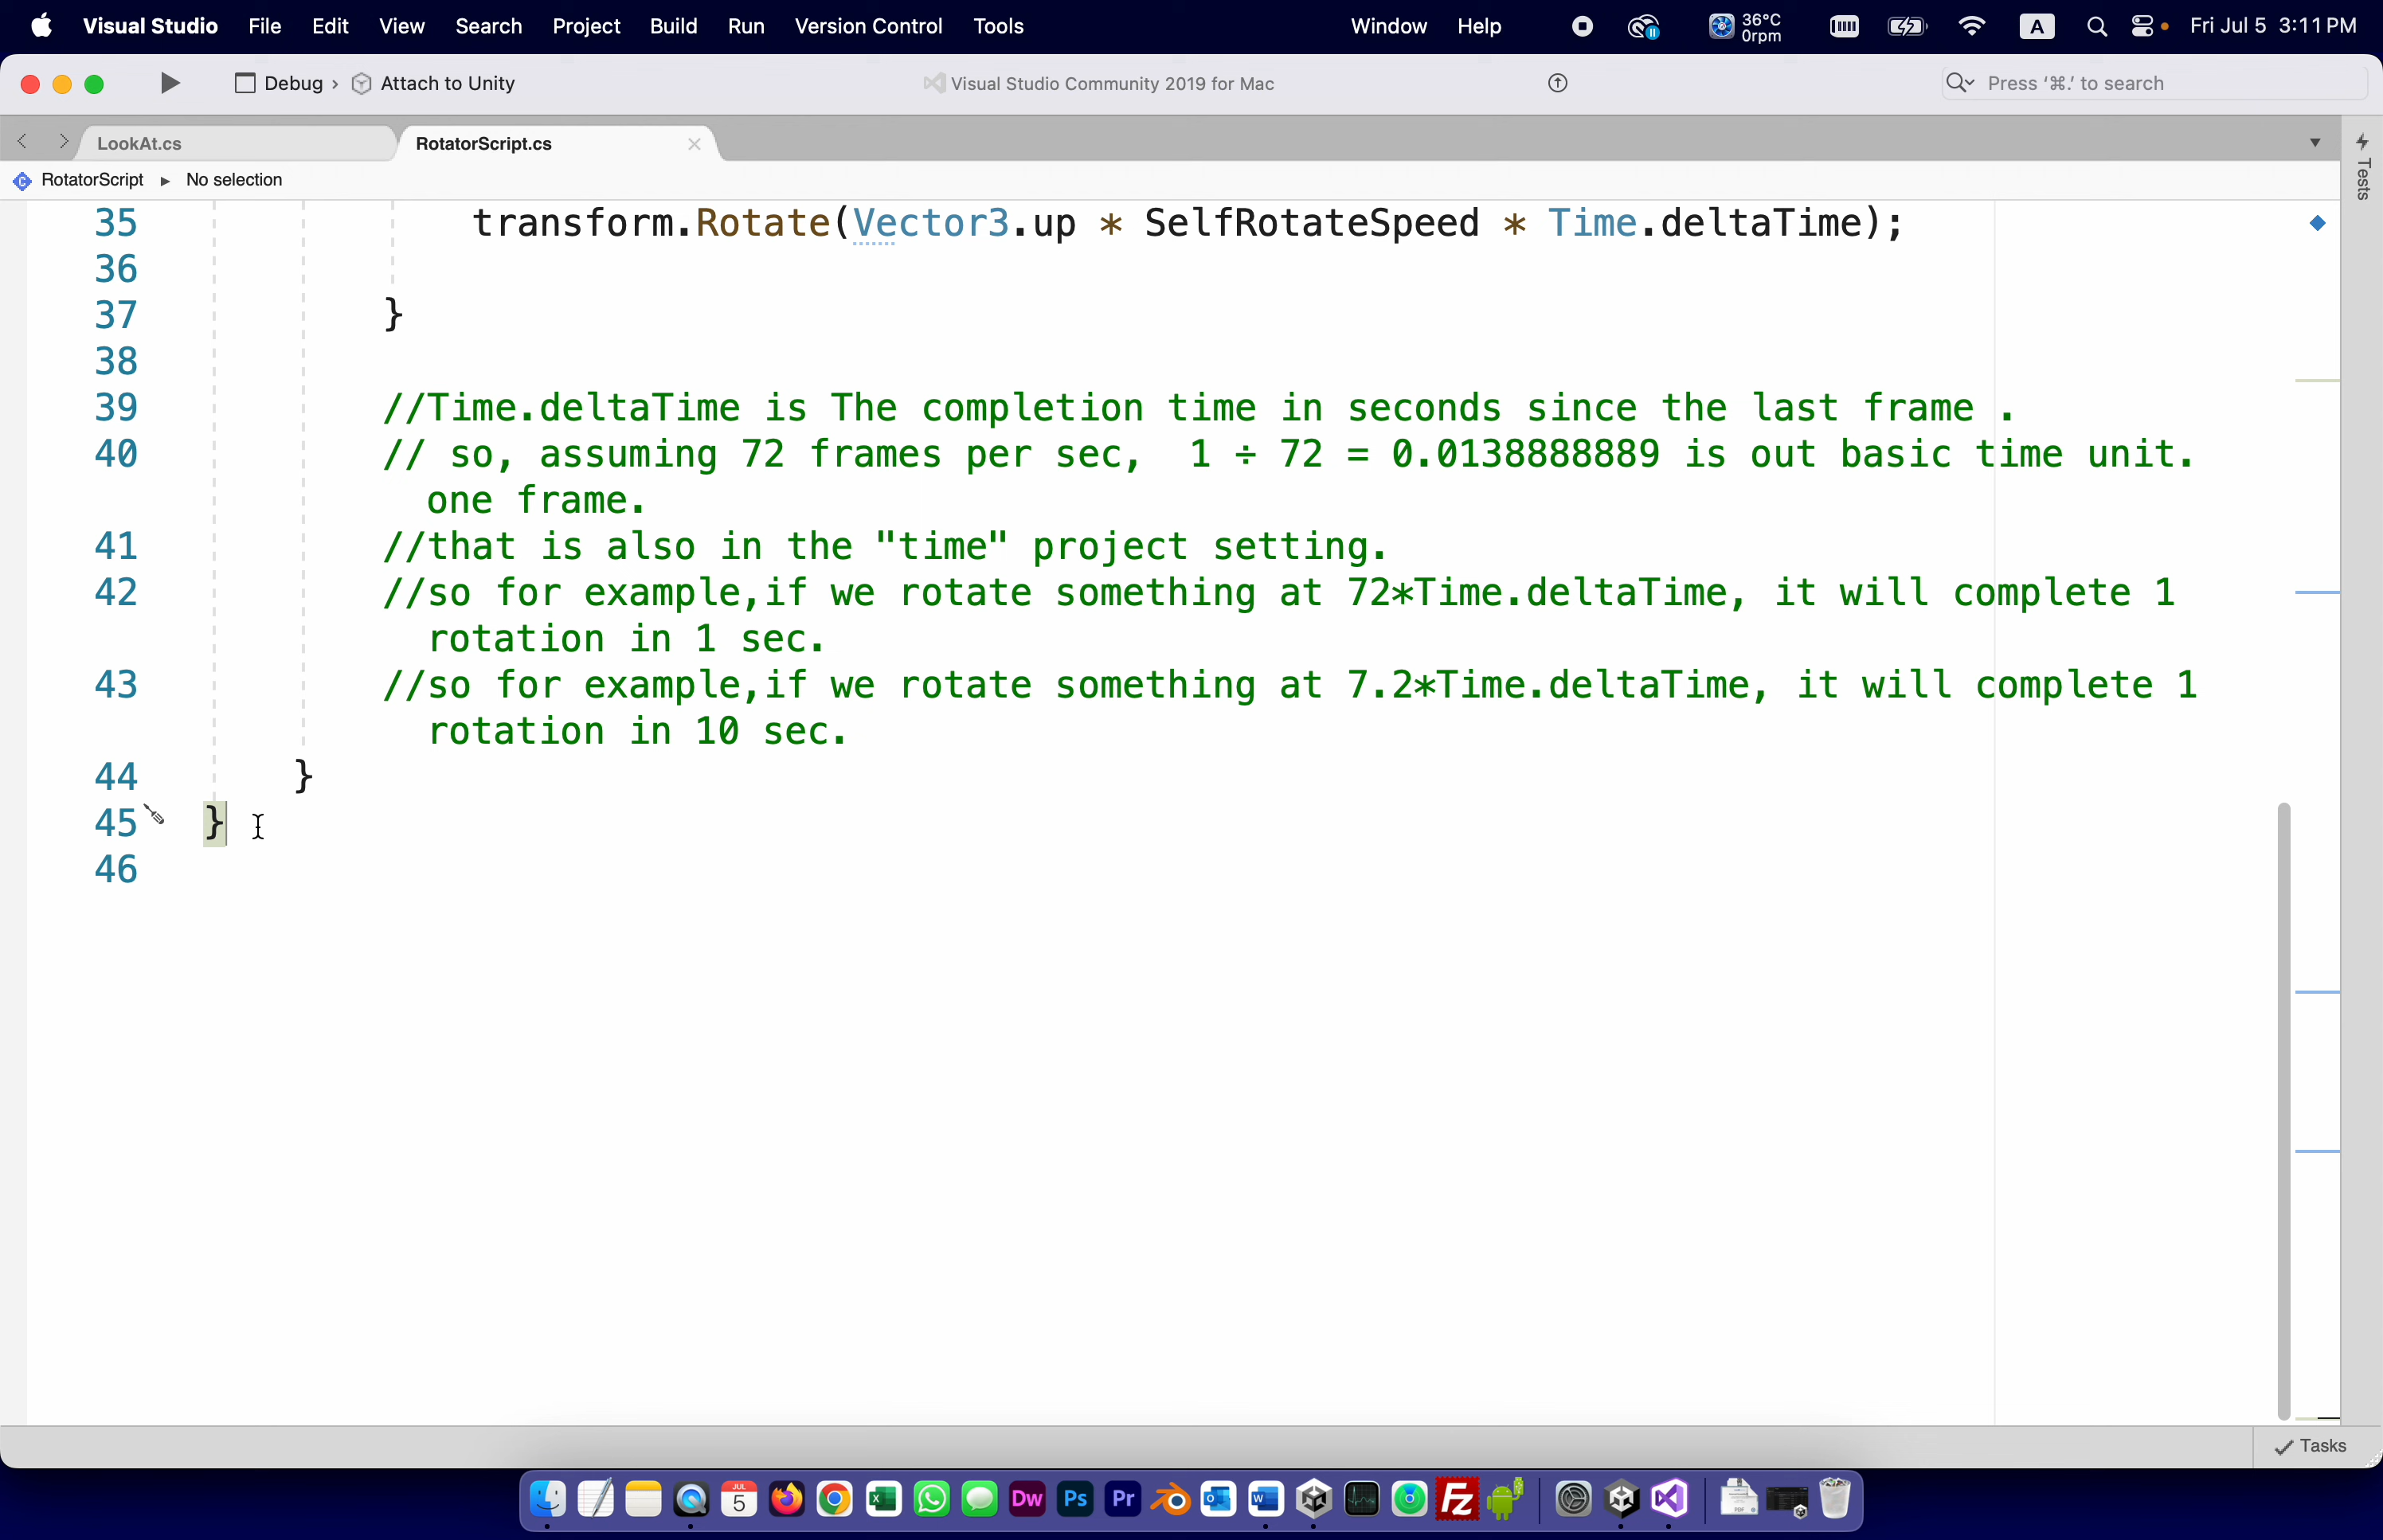 Visual Studio File Edit View Search Project Build Run Version Control Tools Window Help 36°C 0rpm A Fri Jul 5 3:11 PM
Debug › Attach to Unity Visual Studio Community 2019 for Mac Press ‘⌘.’ to search
LookAt.cs RotatorScript.cs
Tests
RotatorScript ▸ No selection
35 transform.Rotate(Vector3.up * SelfRotateSpeed * Time.deltaTime);
36
37 }
38
39 //Time.deltaTime is The completion time in seconds since the last frame .
40 // so, assuming 72 frames per sec,  1 ÷ 72 = 0.0138888889 is out basic time unit.
one frame.
41 //that is also in the "time" project setting.
42 //so for example,if we rotate something at 72*Time.deltaTime, it will complete 1
rotation in 1 sec.
43 //so for example,if we rotate something at 7.2*Time.deltaTime, it will complete 1
rotation in 10 sec.
44 }
45 }
46
Tasks
JUL 5 Dw Ps Pr W Fz